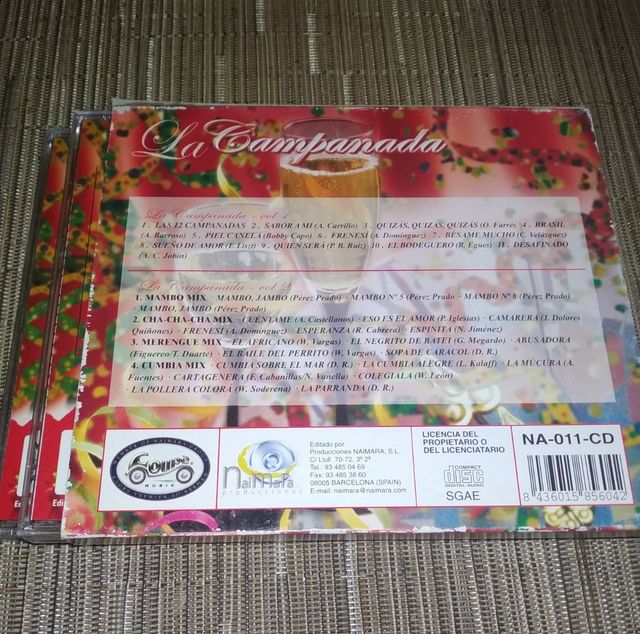 La Campanada
La Campanada - vol 1
1 . LAS 12 CAMPANADAS · 2 . SABOR A MÍ (A. Carrillo) · 3 . QUIZÁS, QUIZÁS, QUIZÁS (O. Farrés · 4 . BRASIL
(A. Barroso) · 5 . PIEL CANELA (Bobby Capo) · 6 . FRENESÍ (A. Domínguez) · 7 . BÉSAME MUCHO (C. Velázquez)
8 . SUEÑO DE AMOR (F. Liszt) · 9 . QUIEN SERÁ (P. B. Ruiz) · 10 . EL BODEGUERO (R. Egues) · 11 . DESAFINADO
(A. C. Jobin)
La Campanada - vol 2
1. MAMBO MIX · MAMBO, JAMBO (Pérez Prado) · MAMBO Nº 5 (Pérez Prado · MAMBO Nº 8 (Pérez Prado)
· MAMBO, JAMBO (Pérez Prado)
2. CHA-CHA-CHA MIX · CUÉNTAME (A. Castellanos) · ESO ES EL AMOR (P. Iglesias) · CAMARERA (J. Dolores
Quiñones) · FRENESÍ (A. Domínguez) · ESPERANZA (R. Cabrera) · ESPINITA (N. Jiménez)
3. MERENGUE MIX · EL AFRICANO (W. Vargas) · EL NEGRITO DE BATEI (G. Megardo) · ABUSADORA
(Figuereo/T. Duarte) · EL BAILE DEL PERRITO (W. Vargas) · SOPA DE CARACOL (D. R.)
4. CUMBIA MIX · CUMBIA SOBRE EL MAR (D. R.) · LA CUMBIA ALEGRE (L. Kalaff) · LA MÚCURA (A.
Fuentes) · CARTAGENERA (F. Cabanillas/N. Vanella) · COLEGIALA (W. León)
· LA POLLERA COLORA (W. Soderena) · LA PARRANDA (D. R.)
MUSIC
naimara
producciones
Editado por
Producciones NAIMARA, S.L.
C/ Llull 70-72, 3º 2ª
Tel.: 93 485 04 69
Fax: 93 485 38 60
08005 BARCELONA (SPAIN)
E-mail: naimara@naimara.com
LICENCIA DEL
PROPIETARIO O
DEL LICENCIATARIO
COMPACT
disc
DIGITAL AUDIO
SGAE
NA-011-CD
8 436015 856042